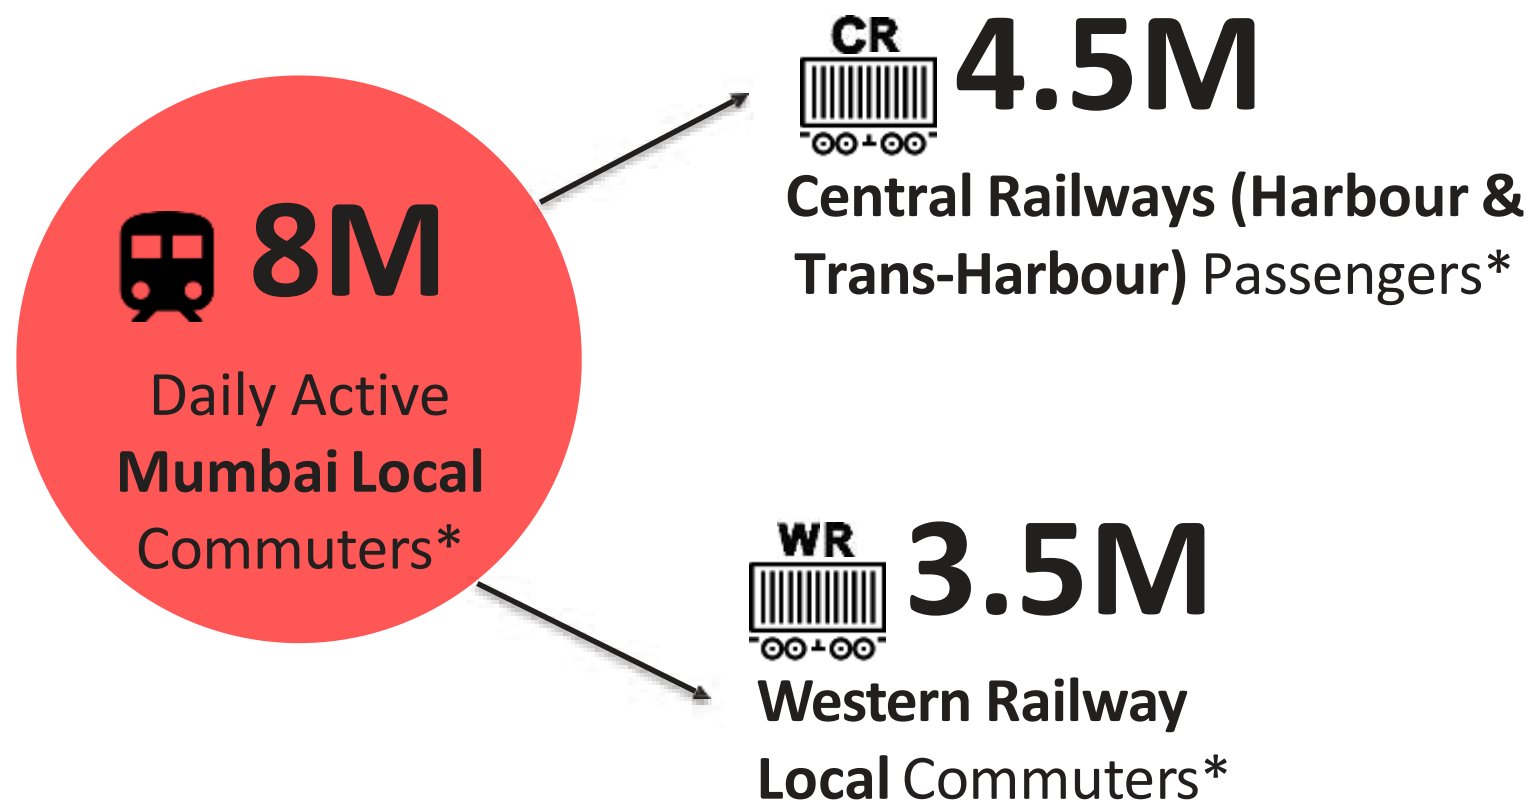 8M
Daily Active
Mumbai Local
Commuters*
CR
4.5M
Central Railways (Harbour &
Trans-Harbour) Passengers*
WR
3.5M
Western Railway
Local Commuters*